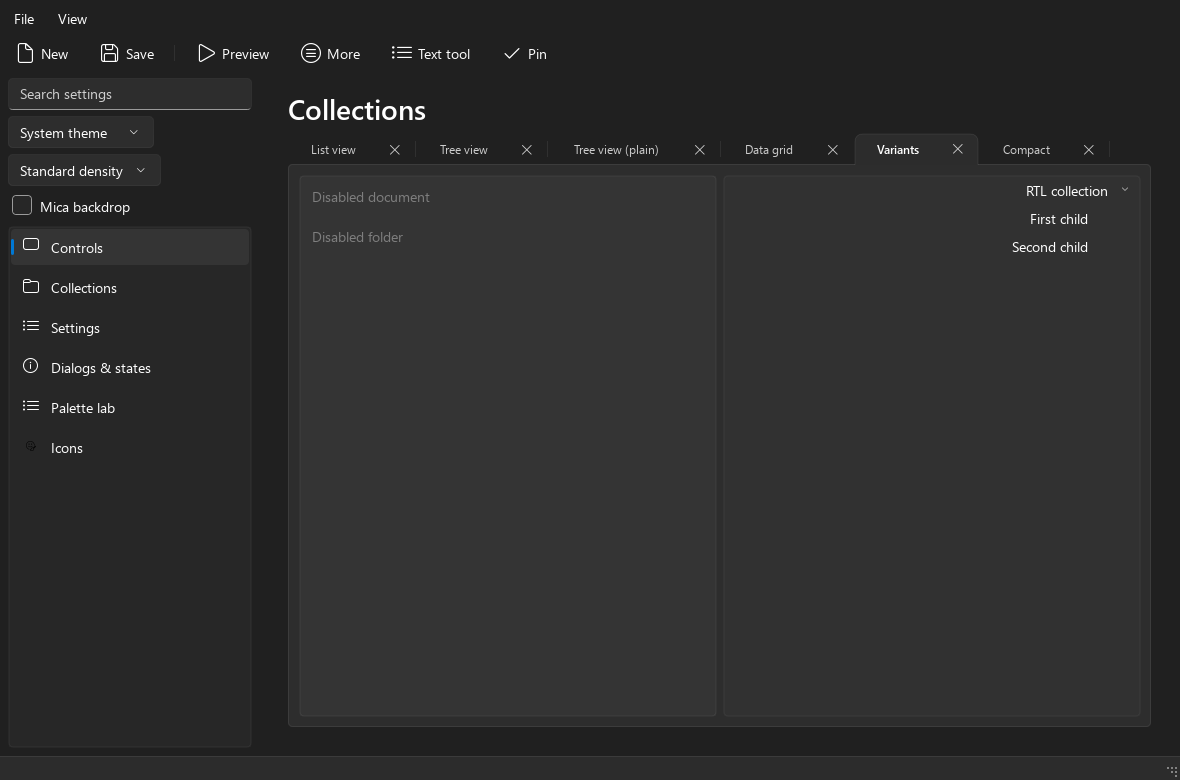 File View
New Save Preview More Text tool Pin
Search settings
System theme
Standard density
Mica backdrop
Controls
Collections
Settings
Dialogs & states
Palette lab
Icons
Collections
List view Tree view Tree view (plain) Data grid Variants Compact
Disabled document
Disabled folder
RTL collection
First child
Second child